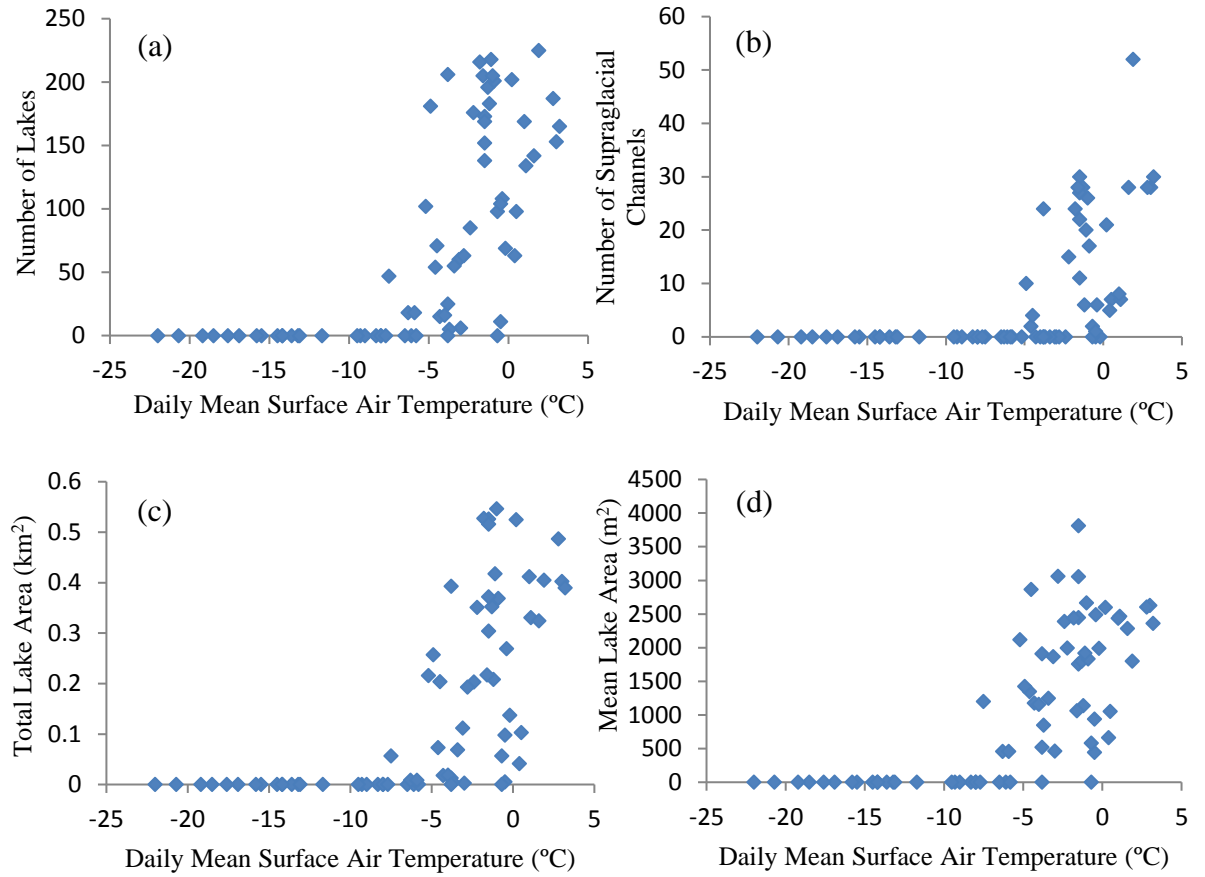 (a)
Number of Lakes
250
200
150
100
50
0
-25 -20 -15 -10 -5 0 5
Daily Mean Surface Air Temperature (ºC)
(b)
Number of Supraglacial
Channels
60
50
40
30
20
10
0
-25 -20 -15 -10 -5 0 5
Daily Mean Surface Air Temperature (ºC)
(c)
Total Lake Area (km²)
0.6
0.5
0.4
0.3
0.2
0.1
0
-25 -20 -15 -10 -5 0 5
Daily Mean Surface Air Temperature (ºC)
(d)
Mean Lake Area (m²)
4500
4000
3500
3000
2500
2000
1500
1000
500
0
-25 -20 -15 -10 -5 0 5
Daily Mean Surface Air Temperature (ºC)